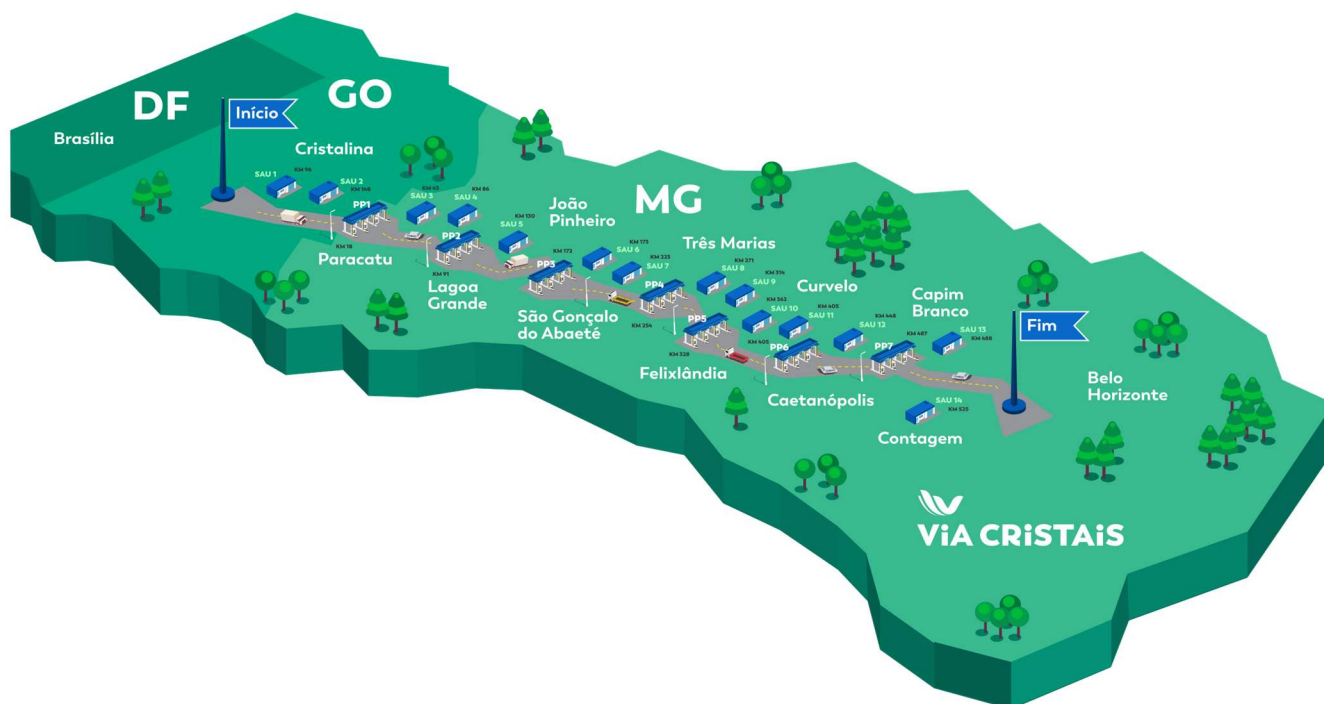 DF
GO
Início
Brasília
Cristalina
SAU 1
KM 96
SAU 2
KM 148
PP1
KM 18
Paracatu
SAU 3
KM 42
SAU 4
KM 86
PP2
KM 91
Lagoa
Grande
SAU 5
KM 130
João
Pinheiro
MG
PP3
KM 172
SAU 6
KM 175
SAU 7
KM 223
São Gonçalo
do Abaeté
Três Marias
PP4
KM 254
SAU 8
KM 271
SAU 9
KM 314
PP5
KM 328
Felixlândia
Curvelo
SAU 10
KM 363
SAU 11
KM 405
PP6
KM 405
Caetanópolis
SAU 12
KM 448
PP7
KM 487
Capim
Branco
SAU 13
KM 488
Fim
SAU 14
KM 535
Contagem
Belo
Horizonte
ViA CRiSTAiS